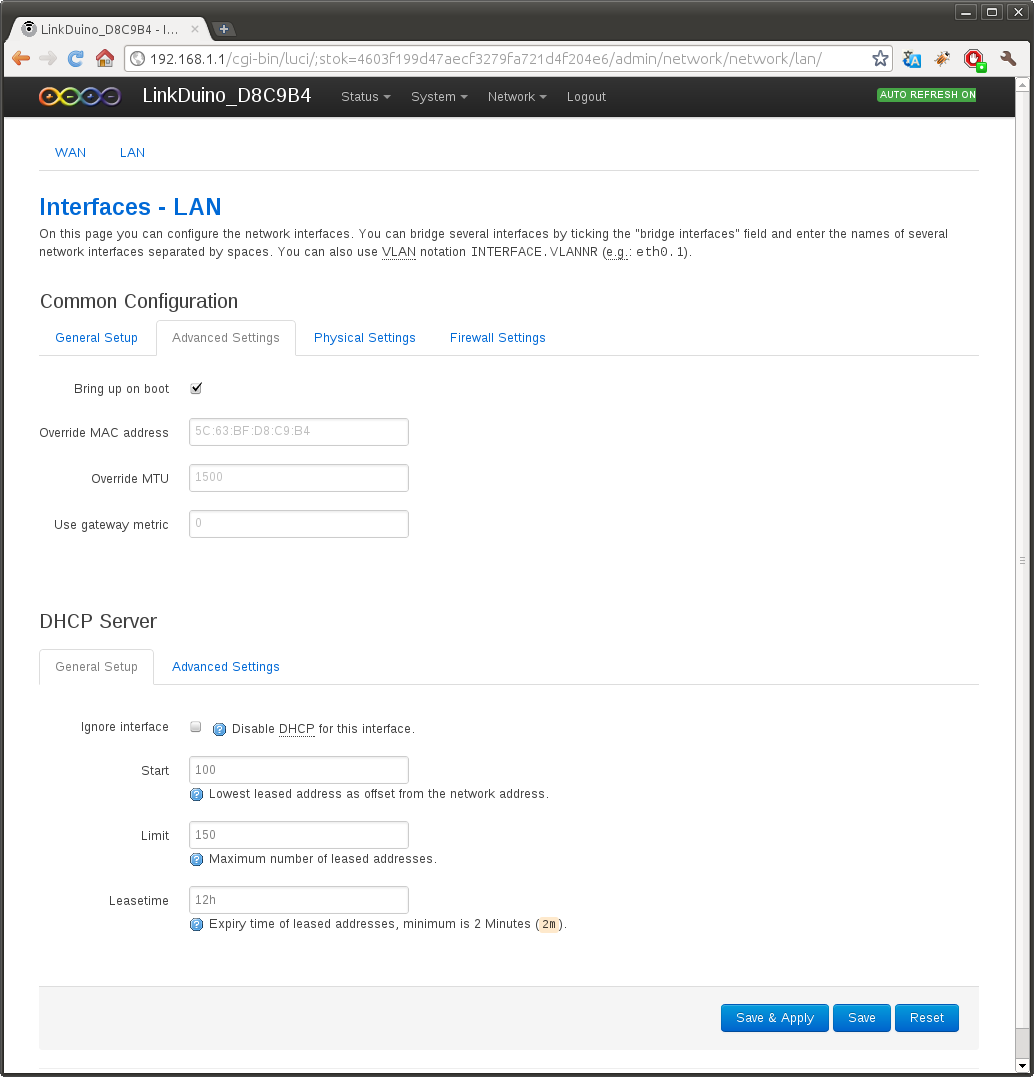 LinkDuino_D8C9B4 - I...
192.168.1.1/cgi-bin/luci/;stok=4603f199d47aecf3279fa721d4f204e6/admin/network/network/lan/
LinkDuino_D8C9B4 Status System Network Logout AUTO REFRESH ON
WAN LAN
Interfaces - LAN
On this page you can configure the network interfaces. You can bridge several interfaces by ticking the "bridge interfaces" field and enter the names of several
network interfaces separated by spaces. You can also use VLAN notation INTERFACE.VLANNR (e.g.: eth0.1).
Common Configuration
General Setup Advanced Settings Physical Settings Firewall Settings
Bring up on boot
Override MAC address 5C:63:BF:D8:C9:B4
Override MTU 1500
Use gateway metric 0
DHCP Server
General Setup Advanced Settings
Ignore interface Disable DHCP for this interface.
Start 100
Lowest leased address as offset from the network address.
Limit 150
Maximum number of leased addresses.
Leasetime 12h
Expiry time of leased addresses, minimum is 2 Minutes (2m).
Save & Apply Save Reset